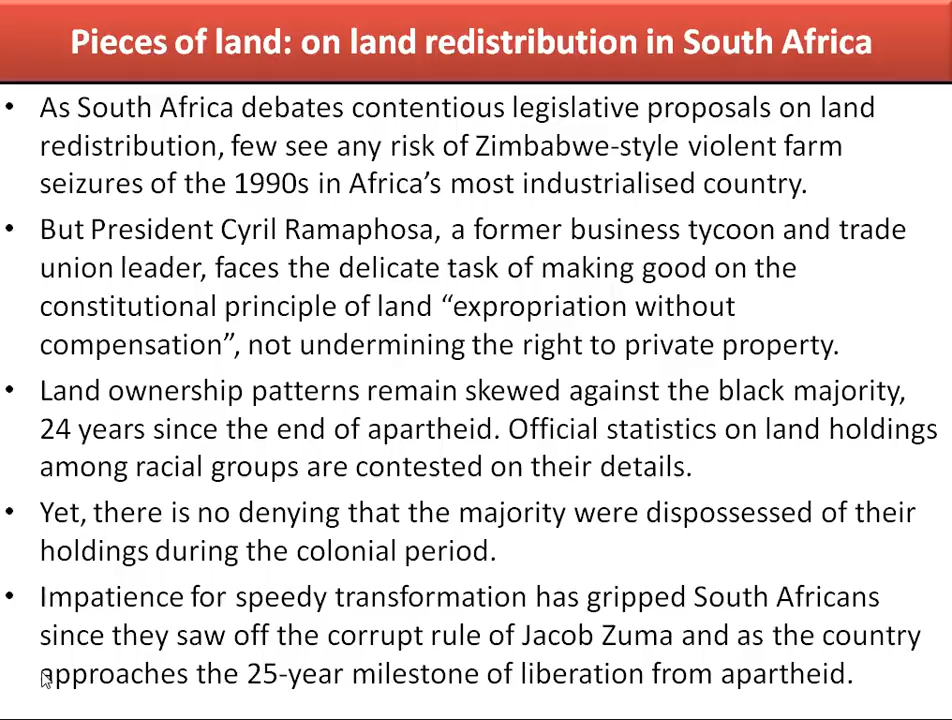 Pieces of land: on land redistribution in South Africa
• As South Africa debates contentious legislative proposals on land
redistribution, few see any risk of Zimbabwe-style violent farm
seizures of the 1990s in Africa’s most industrialised country.
• But President Cyril Ramaphosa, a former business tycoon and trade
union leader, faces the delicate task of making good on the
constitutional principle of land “expropriation without
compensation”, not undermining the right to private property.
• Land ownership patterns remain skewed against the black majority,
24 years since the end of apartheid. Official statistics on land holdings
among racial groups are contested on their details.
• Yet, there is no denying that the majority were dispossessed of their
holdings during the colonial period.
• Impatience for speedy transformation has gripped South Africans
since they saw off the corrupt rule of Jacob Zuma and as the country
approaches the 25-year milestone of liberation from apartheid.